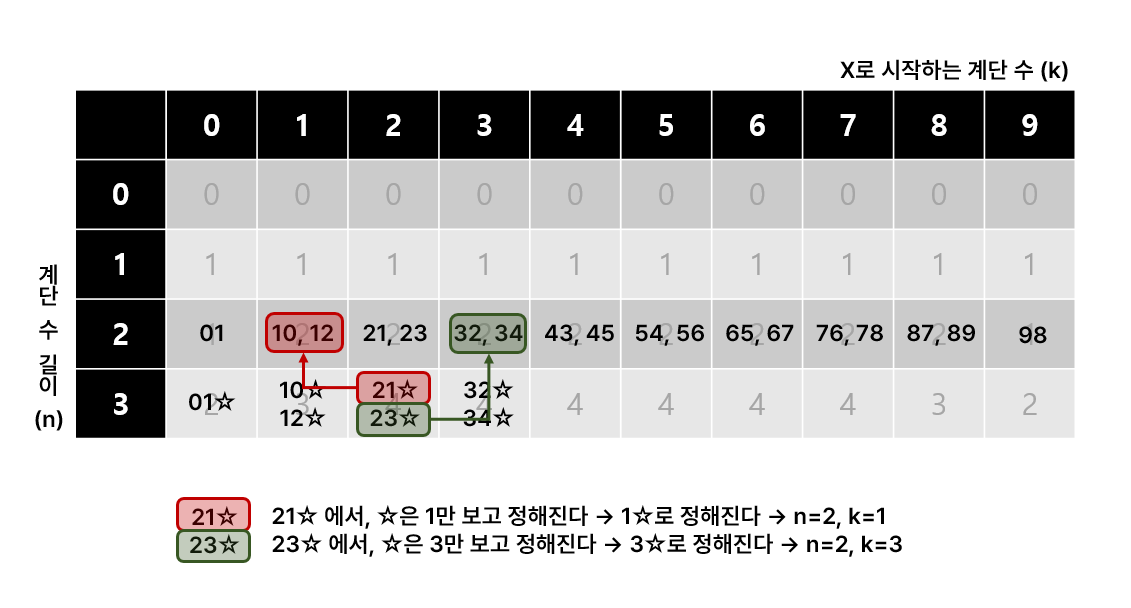 X로 시작하는 계단 수 (k)
0 1 2 3 4 5 6 7 8 9
계단 수 길이 (n)
0 0 0 0 0 0 0 0 0 0 0
1 1 1 1 1 1 1 1 1 1 1
2 01 10, 12 21, 23 32, 34 43, 45 54, 56 65, 67 76, 78 87, 89 98
3 01☆ 10☆ 21☆ 32☆ 4 4 4 4 3 2
12☆ 23☆ 34☆
21☆ 21☆ 에서, ☆은 1만 보고 정해진다 → 1☆로 정해진다 → n=2, k=1
23☆ 23☆ 에서, ☆은 3만 보고 정해진다 → 3☆로 정해진다 → n=2, k=3